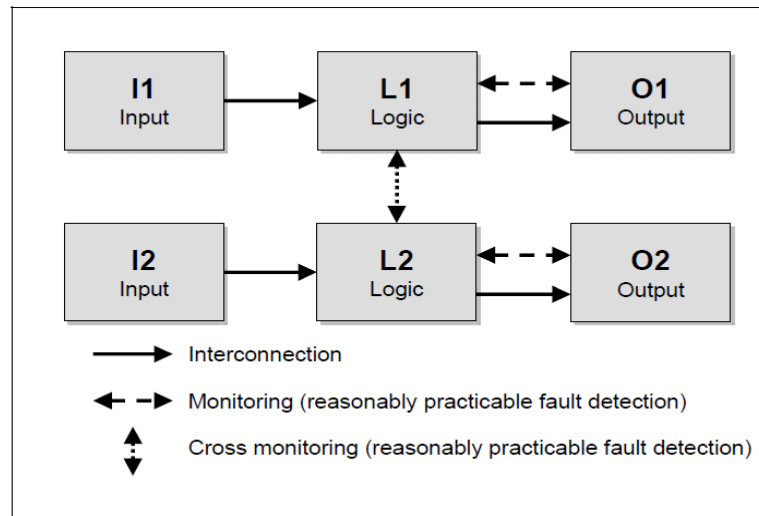 I1
Input
L1
Logic
O1
Output
I2
Input
L2
Logic
O2
Output
Interconnection
Monitoring (reasonably practicable fault detection)
Cross monitoring (reasonably practicable fault detection)